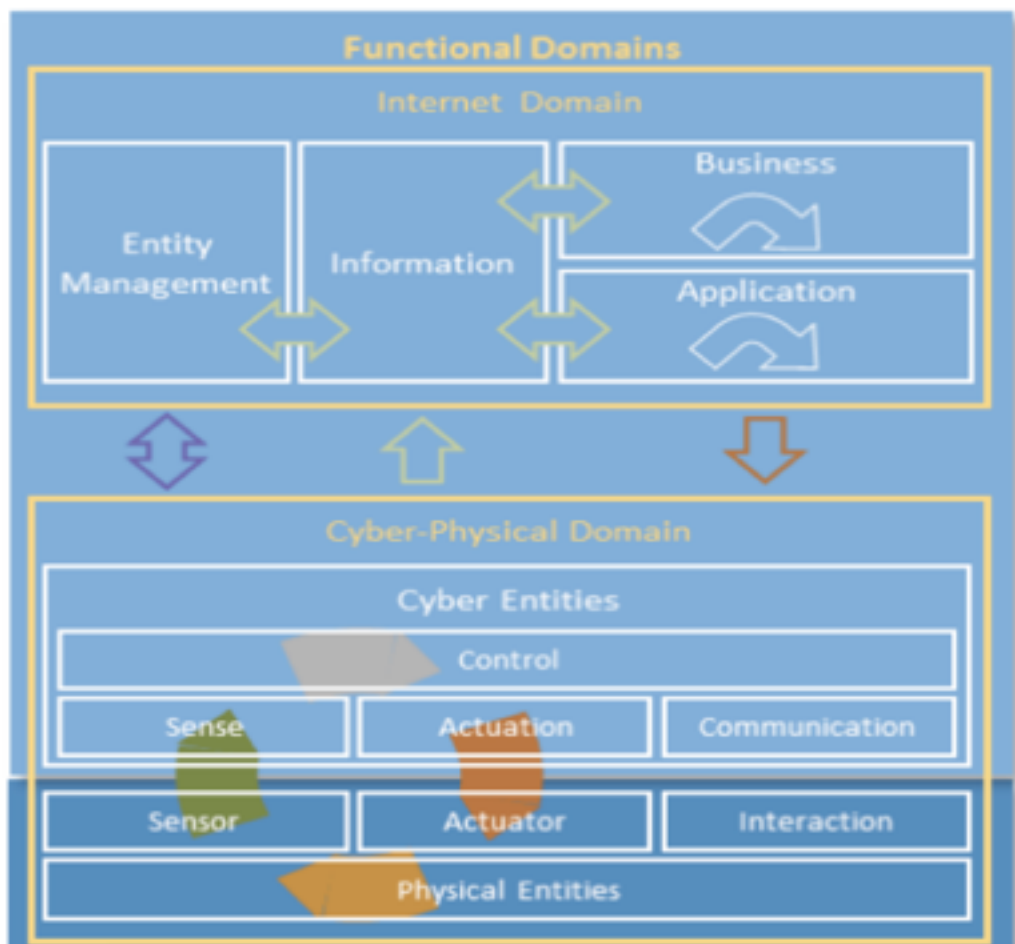 Functional Domains
Internet Domain
Entity
Management
Information
Business
Application
Cyber-Physical Domain
Cyber Entities
Control
Sense
Actuation
Communication
Sensor
Actuator
Interaction
Physical Entities